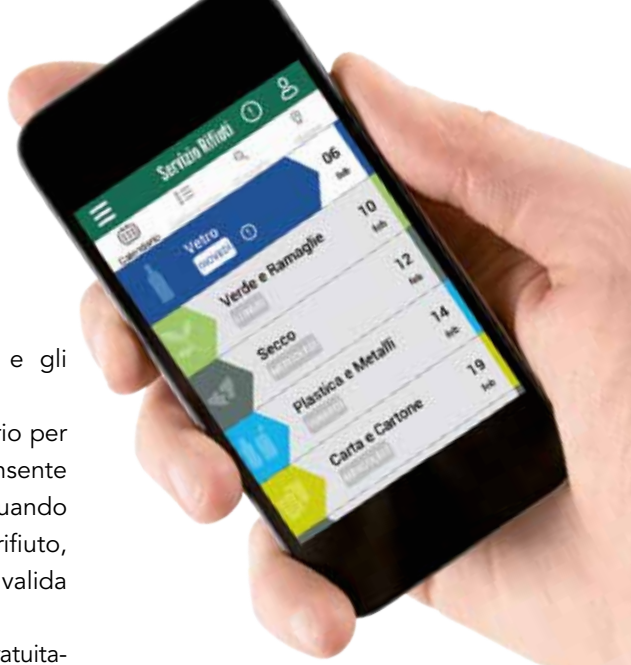 Servizio Rifiuti
Calendario
Vetro
GIOVEDÌ
06
feb
Verde e Ramaglie
10
feb
Secco
12
feb
Plastica e Metalli
14
feb
Carta e Cartone
19
feb
e gli
rio per
nsente
uando
rifiuto,
valida
atuita-